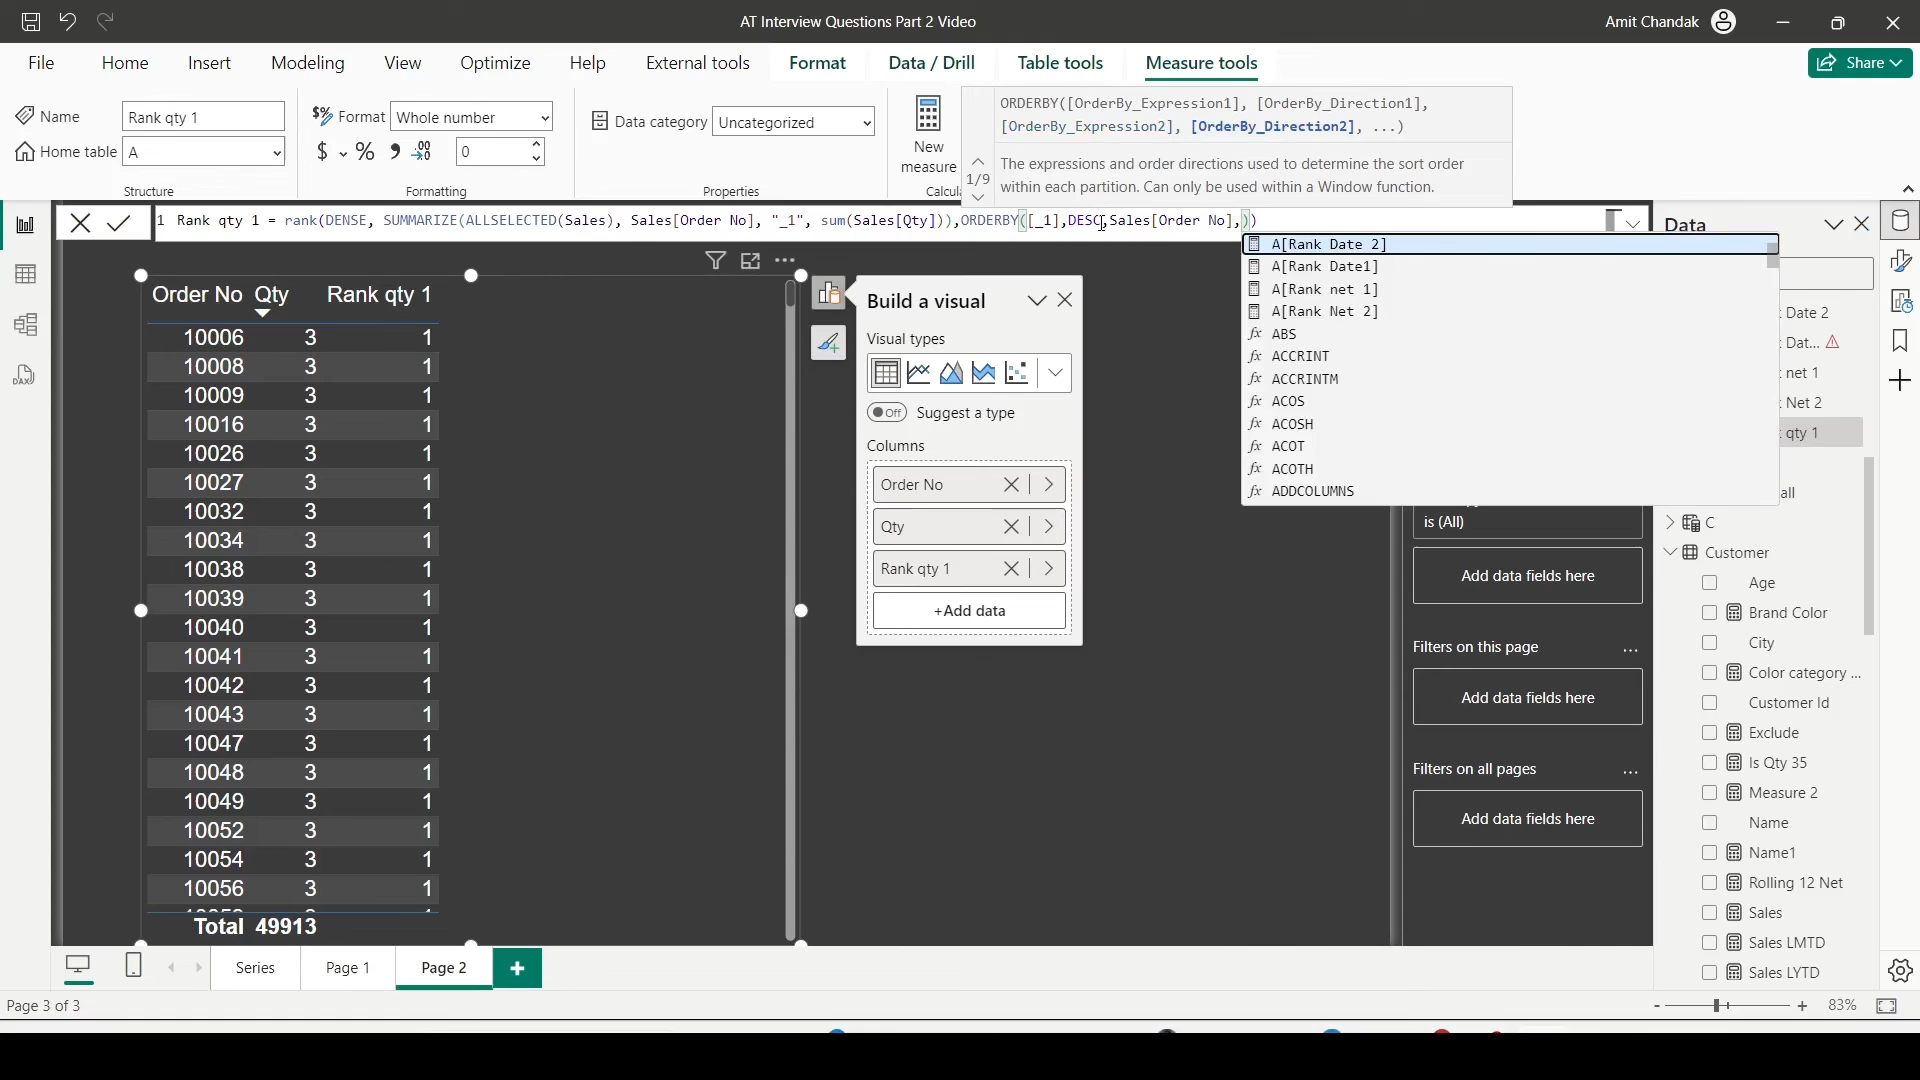 AT Interview Questions Part 2 Video
Amit Chandak
File Home Insert Modeling View Optimize Help External tools Format Data / Drill Table tools Measure tools
Share
Name Rank qty 1
Home table A
Structure
Format Whole number
$ % 0
Formatting
Data category Uncategorized
Properties
New
measure
ORDERBY([OrderBy_Expression1], [OrderBy_Direction1],
[OrderBy_Expression2], [OrderBy_Direction2], ...)
1/9
The expressions and order directions used to determine the sort order
within each partition. Can only be used within a Window function.
1 Rank qty 1 = rank(DENSE, SUMMARIZE(ALLSELECTED(Sales), Sales[Order No], "_1", sum(Sales[Qty])),ORDERBY([_1],DESC,Sales[Order No],))
A[Rank Date 2]
A[Rank Date1]
A[Rank net 1]
A[Rank Net 2]
ABS
ACCRINT
ACCRINTM
ACOS
ACOSH
ACOT
ACOTH
ADDCOLUMNS
Order No Qty Rank qty 1
10006 3 1
10008 3 1
10009 3 1
10016 3 1
10026 3 1
10027 3 1
10032 3 1
10034 3 1
10038 3 1
10039 3 1
10040 3 1
10041 3 1
10042 3 1
10043 3 1
10047 3 1
10048 3 1
10049 3 1
10052 3 1
10054 3 1
10056 3 1
Total 49913
Build a visual
Visual types
Off Suggest a type
Columns
Order No
Qty
Rank qty 1
+Add data
is (All)
Add data fields here
Filters on this page ...
Add data fields here
Filters on all pages ...
Add data fields here
Data
Date 2
Dat...
net 1
Net 2
qty 1
all
C
Customer
Age
Brand Color
City
Color category ...
Customer Id
Exclude
Is Qty 35
Measure 2
Name
Name1
Rolling 12 Net
Sales
Sales LMTD
Sales LYTD
DAX
Series Page 1 Page 2 +
Page 3 of 3
- + 83%